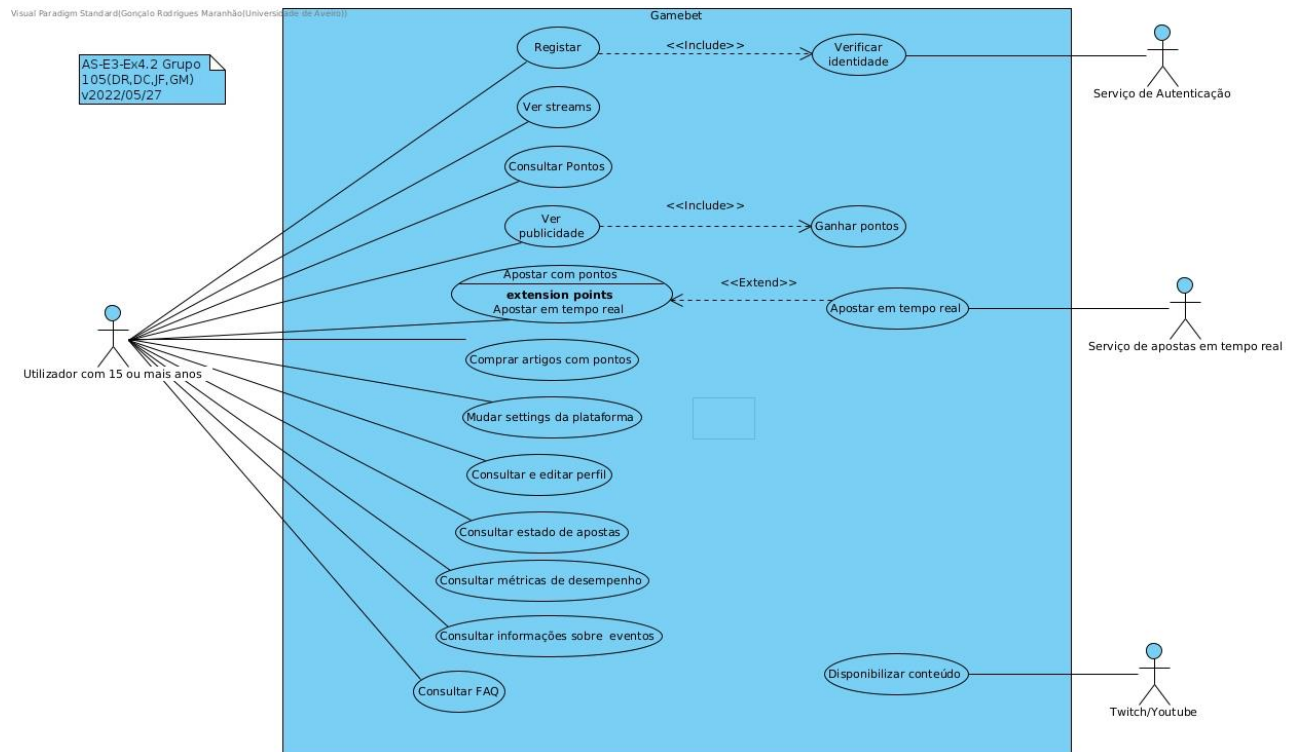 Visual Paradigm Standard(Gonçalo Rodrigues Maranhão(Universidade de Aveiro))
Gamebet
AS-E3-Ex4.2 Grupo
105(DR,DC,JF,GM)
v2022/05/27
Registar
<<Include>>
Verificar
identidade
Serviço de Autenticação
Ver streams
Consultar Pontos
Ver
publicidade
<<Include>>
Ganhar pontos
Apostar com pontos
extension points
Apostar em tempo real
<<Extend>>
Apostar em tempo real
Serviço de apostas em tempo real
Utilizador com 15 ou mais anos
Comprar artigos com pontos
Mudar settings da plataforma
Consultar e editar perfil
Consultar estado de apostas
Consultar métricas de desempenho
Consultar informações sobre eventos
Consultar FAQ
Disponibilizar conteúdo
Twitch/Youtube